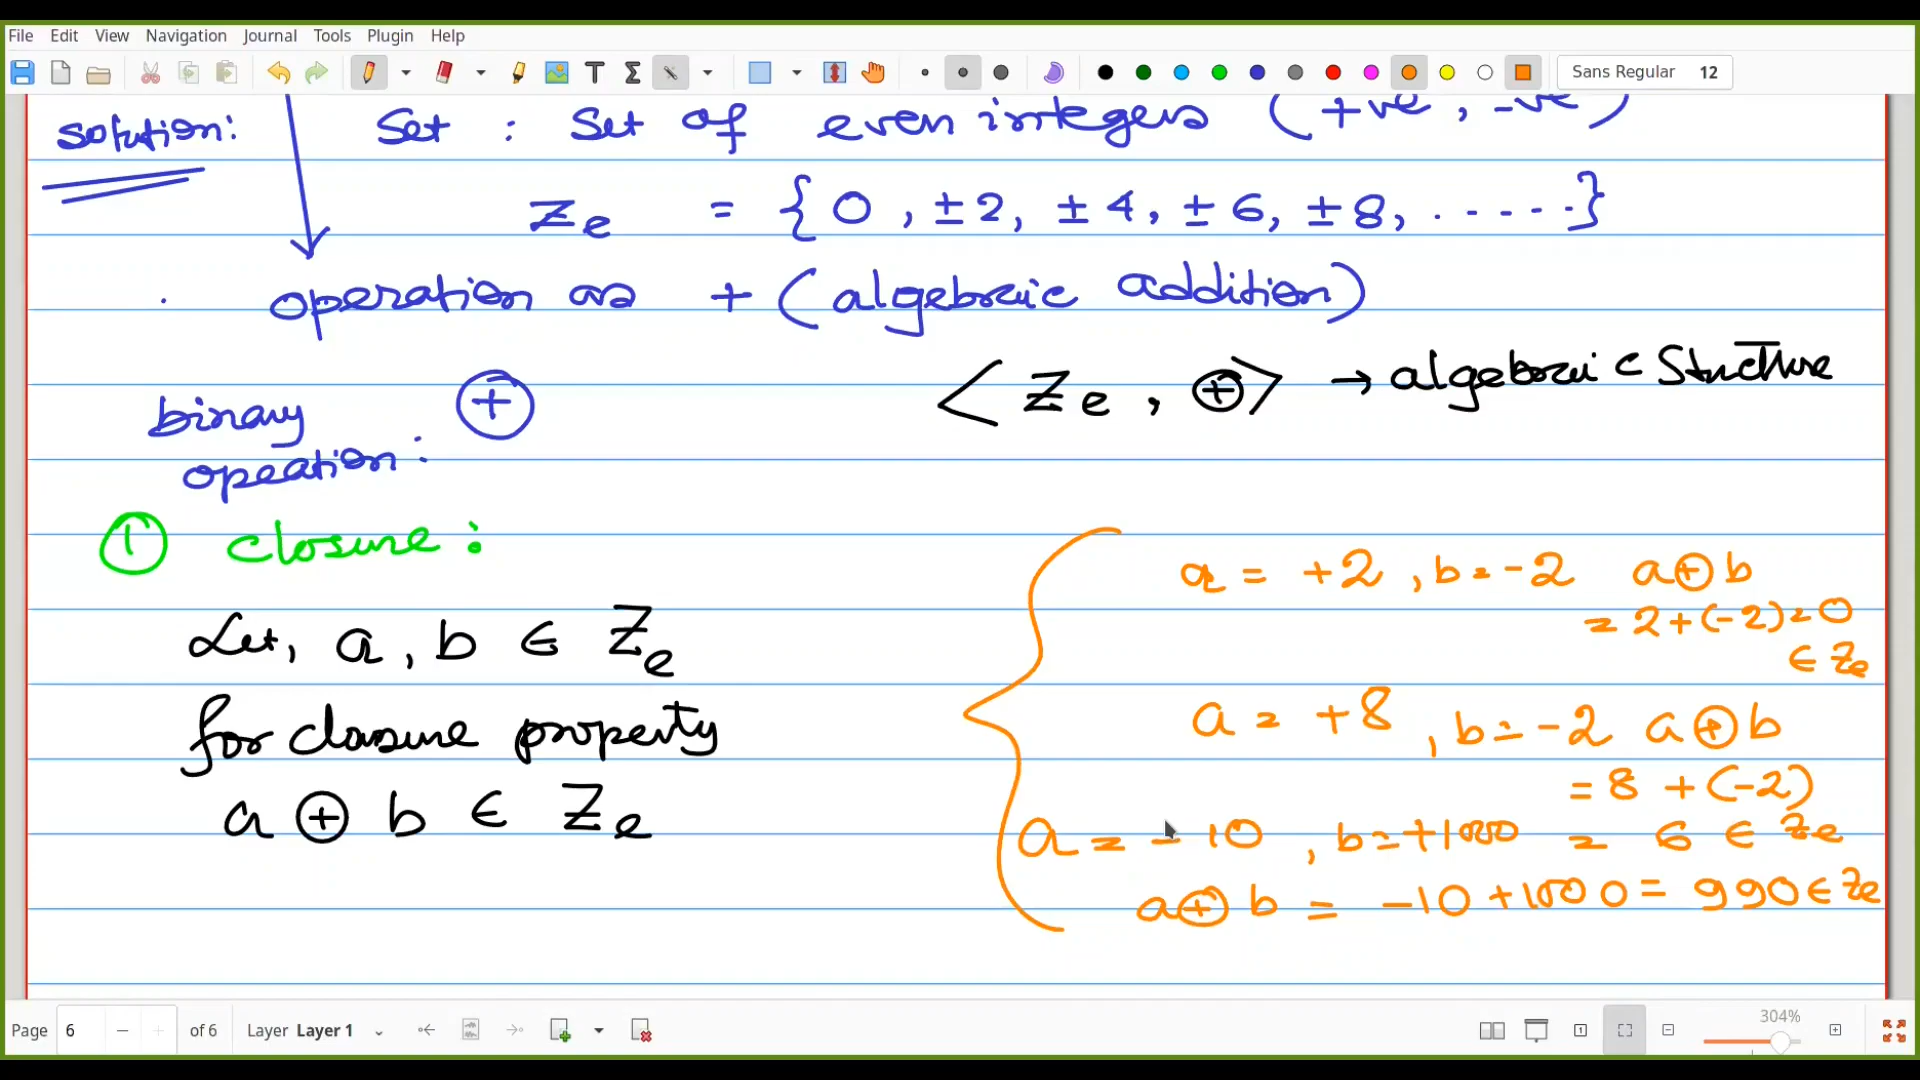 File Edit View Navigation Journal Tools Plugin Help
Sans Regular 12
solution: Set : Set of even integers (+ve, -ve)
Ze = { 0, ±2, ±4, ±6, ±8, ......}
operation as + (algebraic addition)
< Ze, ⊕> → algebraic Structure
binary ⊕
opeation:
① closure:
Let, a, b ∈ Ze
for closure property
a ⊕ b ∈ Ze
a = +2, b = -2 a⊕b
= 2+(-2)=0
∈ Ze
a = +8, b = -2 a⊕b
= 8 + (-2)
= 6 ∈ Ze
a = -10, b=+1000
a⊕b = -10+1000 = 990 ∈ Ze
Page 6 of 6 Layer Layer 1 304%